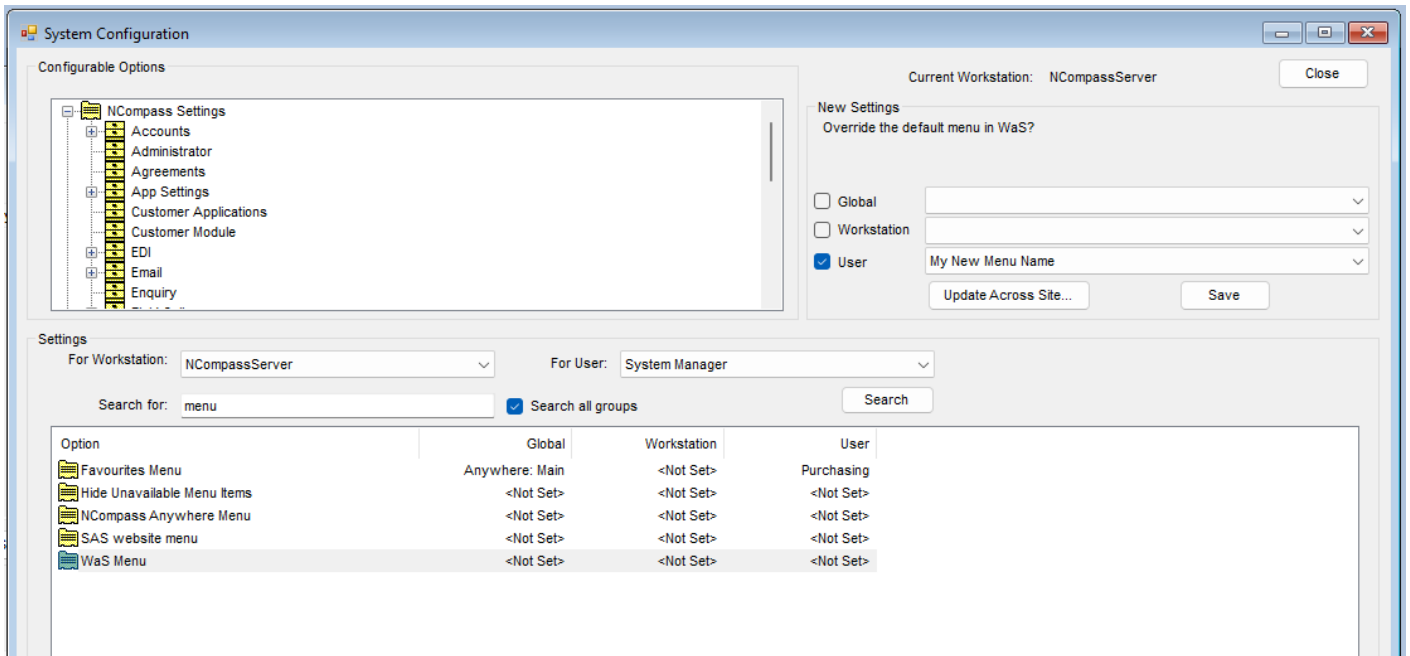 System Configuration
Configurable Options
NCompass Settings
Accounts
Administrator
Agreements
App Settings
Customer Applications
Customer Module
EDI
Email
Enquiry
Current Workstation: NCompassServer
Close
New Settings
Override the default menu in WaS?
Global
Workstation
User My New Menu Name
Update Across Site... Save
Settings
For Workstation: NCompassServer For User: System Manager
Search for: menu Search all groups Search
Option Global Workstation User
Favourites Menu Anywhere: Main <Not Set> Purchasing
Hide Unavailable Menu Items <Not Set> <Not Set> <Not Set>
NCompass Anywhere Menu <Not Set> <Not Set> <Not Set>
SAS website menu <Not Set> <Not Set> <Not Set>
WaS Menu <Not Set> <Not Set> <Not Set>